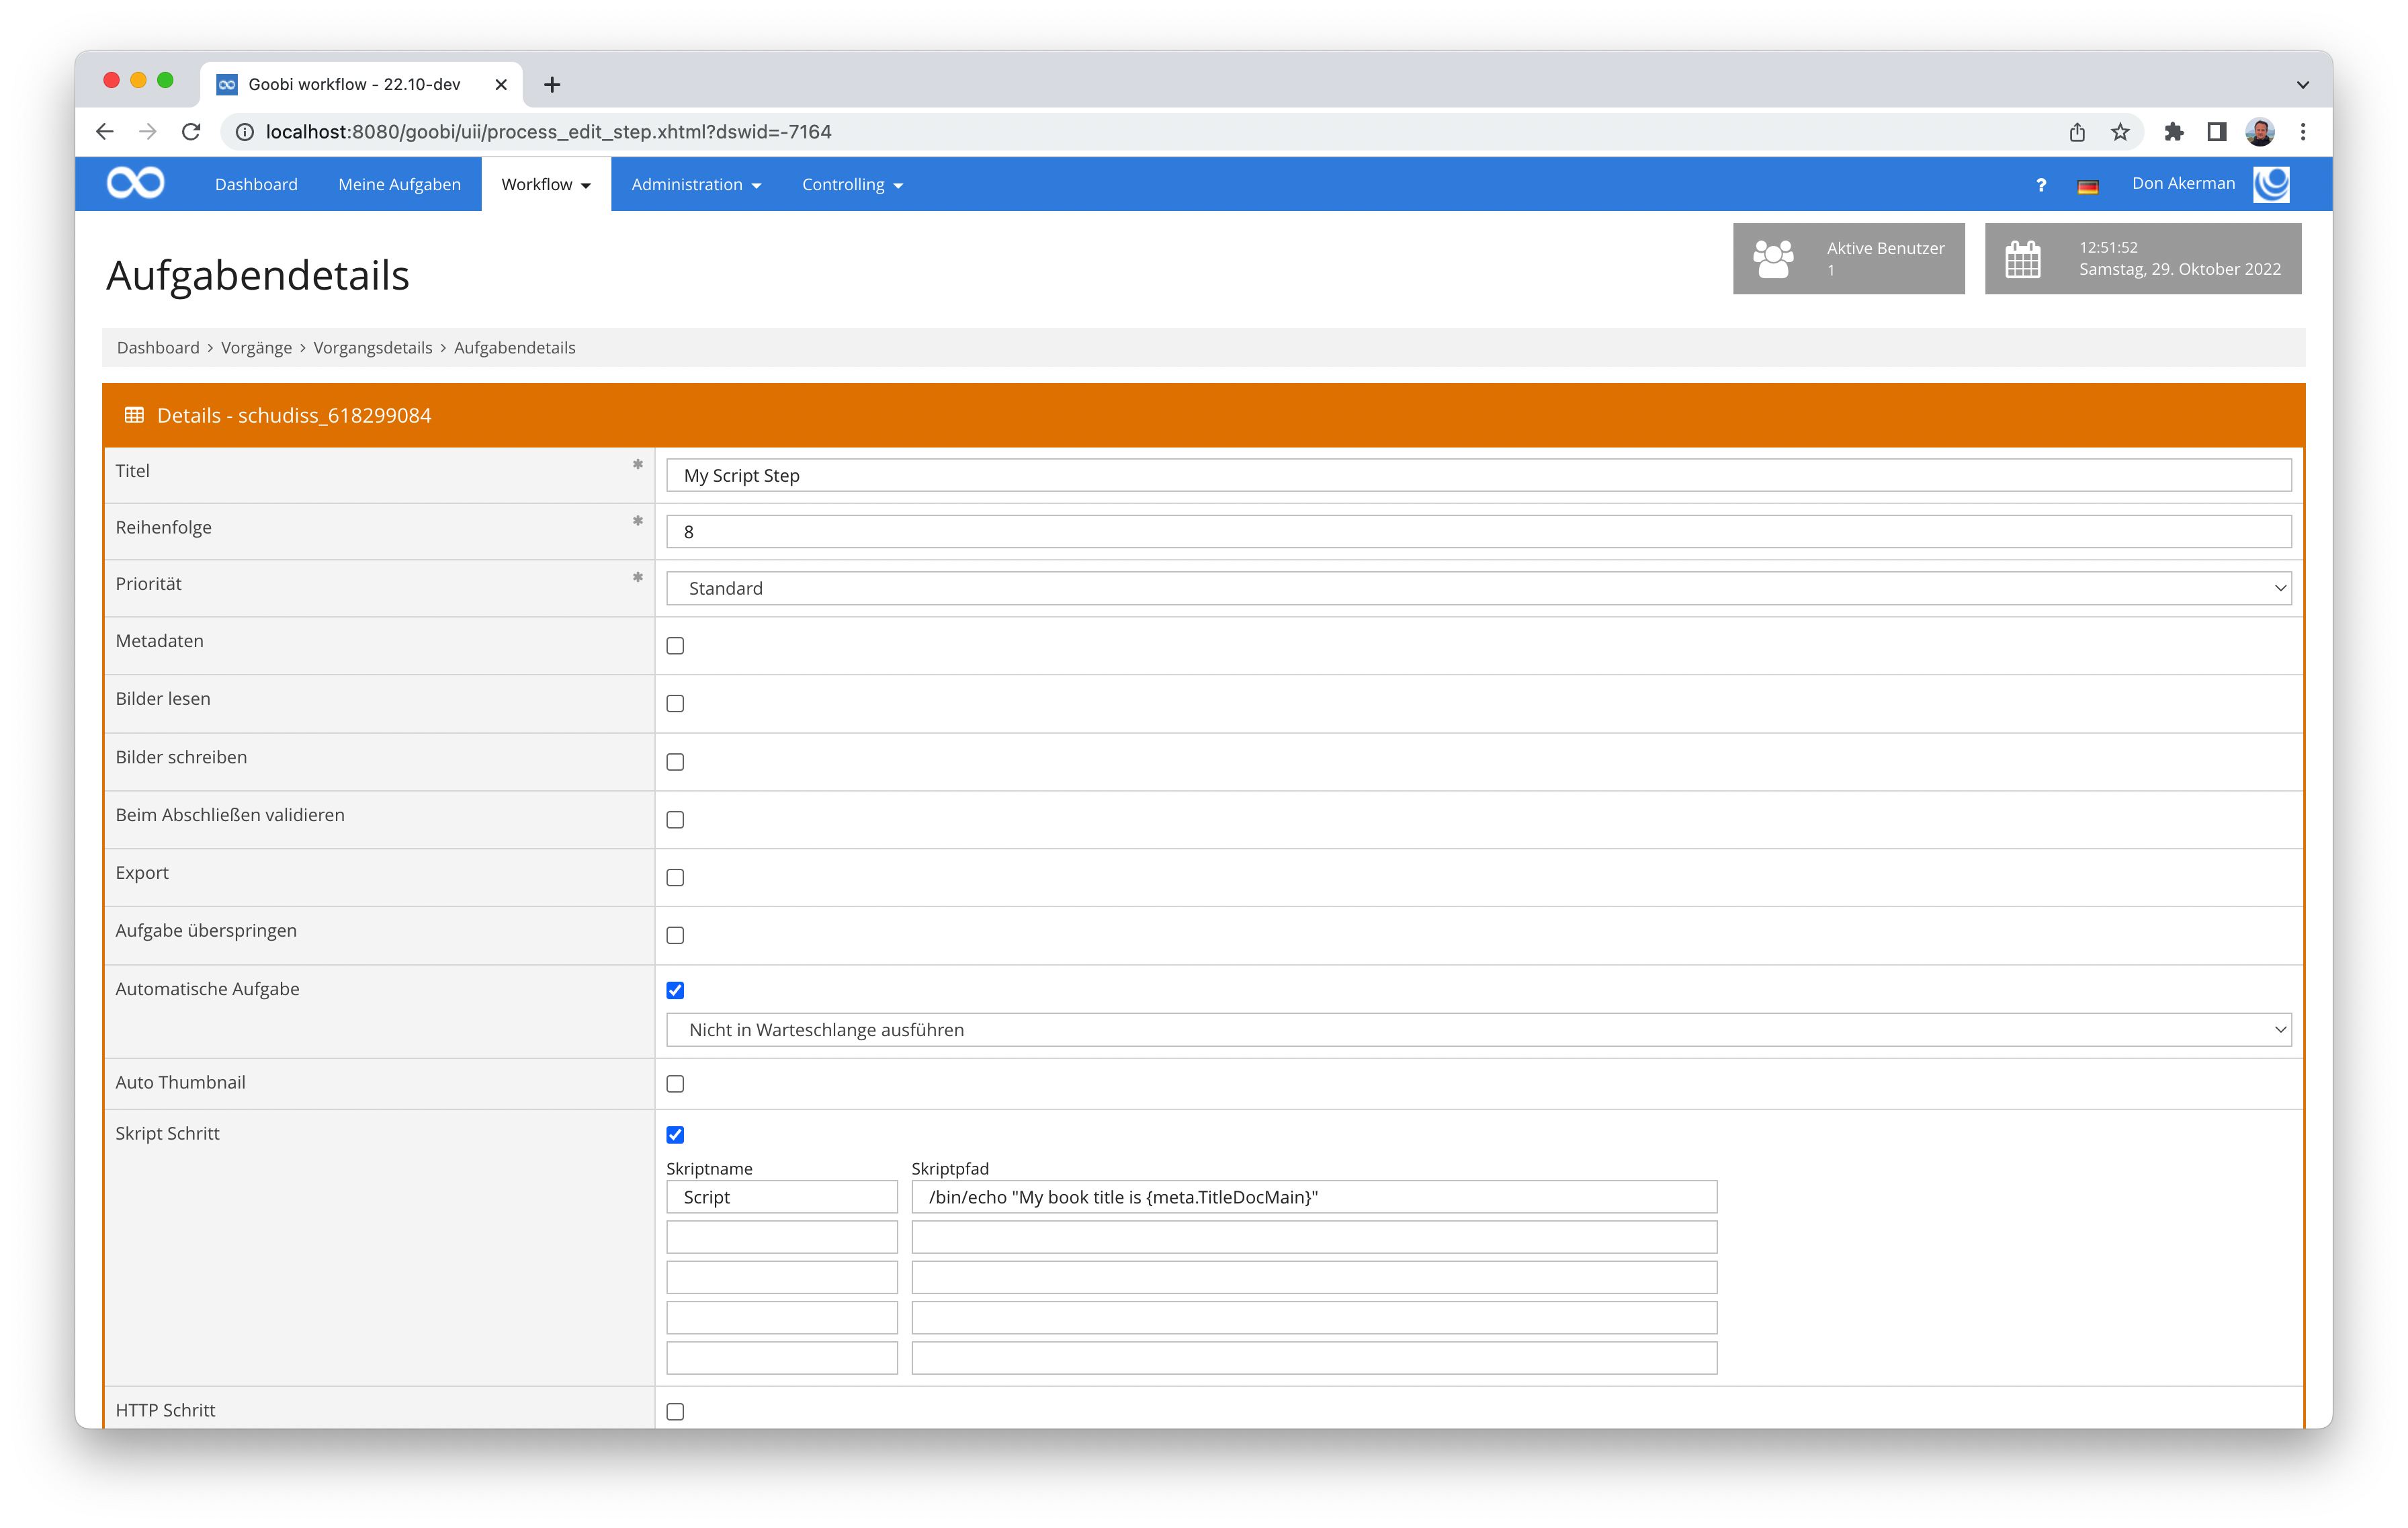 Goobi workflow - 22.10-dev
localhost:8080/goobi/uii/process_edit_step.xhtml?dswid=-7164
Dashboard Meine Aufgaben Workflow Administration Controlling ? Don Akerman
Aufgabendetails
Aktive Benutzer
1
12:51:52
Samstag, 29. Oktober 2022
Dashboard > Vorgänge > Vorgangsdetails > Aufgabendetails
Details - schudiss_618299084
Titel * My Script Step
Reihenfolge * 8
Priorität * Standard
Metadaten
Bilder lesen
Bilder schreiben
Beim Abschließen validieren
Export
Aufgabe überspringen
Automatische Aufgabe
Nicht in Warteschlange ausführen
Auto Thumbnail
Skript Schritt
Skriptname Skriptpfad
Script /bin/echo "My book title is {meta.TitleDocMain}"
HTTP Schritt